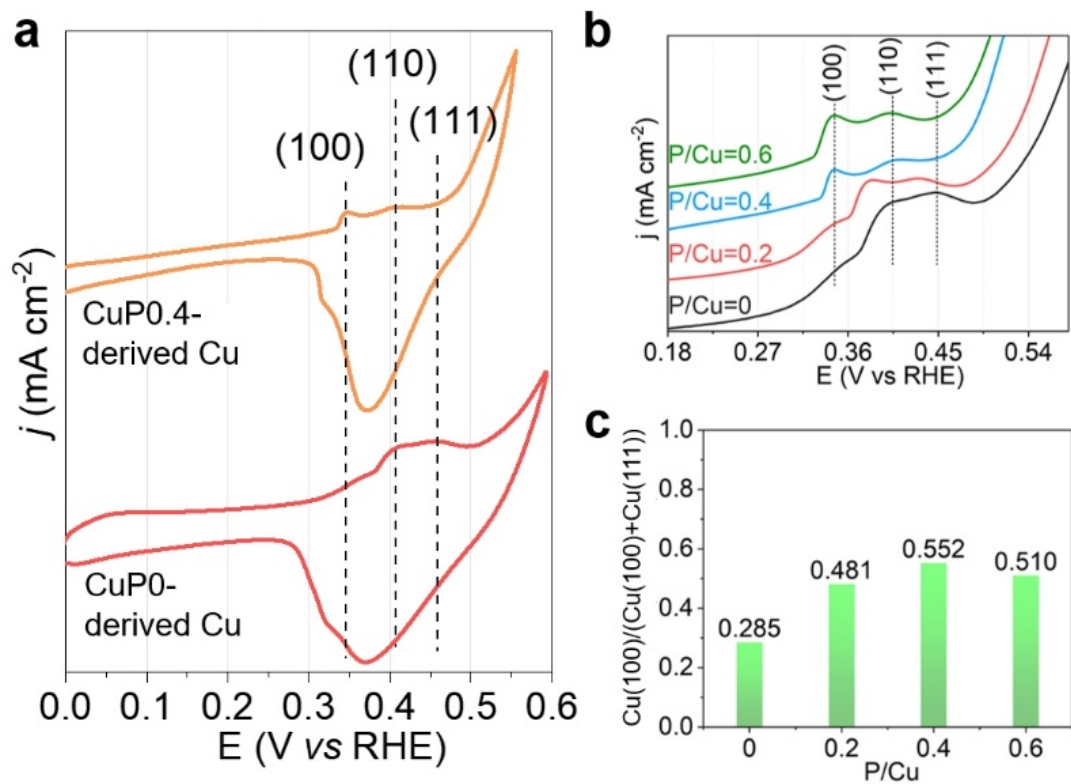 a
(110)
(100)
(111)
CuP0.4-
derived Cu
CuP0-
derived Cu
j (mA cm-2)
0.0 0.1 0.2 0.3 0.4 0.5 0.6
E (V vs RHE)
b
(100)
(110)
(111)
P/Cu=0.6
P/Cu=0.4
P/Cu=0.2
P/Cu=0
j (mA cm-2)
0.18 0.27 0.36 0.45 0.54
E (V vs RHE)
c
Cu(100)/(Cu(100)+Cu(111))
1.0
0.8
0.6
0.4
0.2
0.0
0.285
0.481
0.552
0.510
0 0.2 0.4 0.6
P/Cu